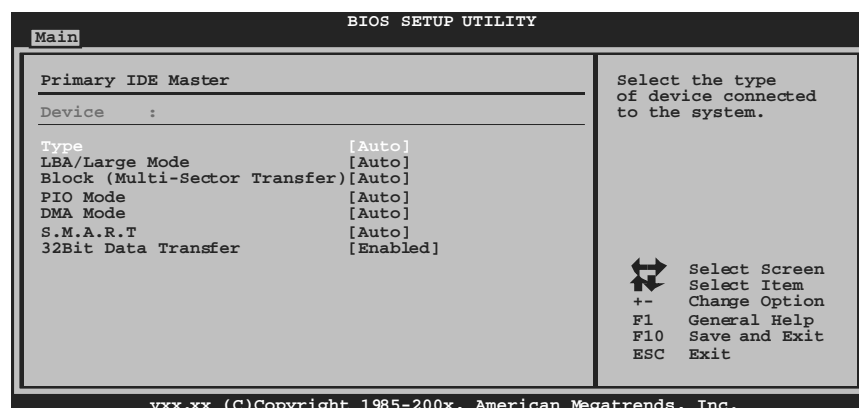 BIOS SETUP UTILITY
Main
Primary IDE Master
Device :
Type [Auto]
LBA/Large Mode [Auto]
Block (Multi-Sector Transfer)[Auto]
PIO Mode [Auto]
DMA Mode [Auto]
S.M.A.R.T [Auto]
32Bit Data Transfer [Enabled]
Select the type
of device connected
to the system.
Select Screen
Select Item
+- Change Option
F1 General Help
F10 Save and Exit
ESC Exit
vxx.xx (C)Copyright 1985-200x, American Megatrends, Inc.